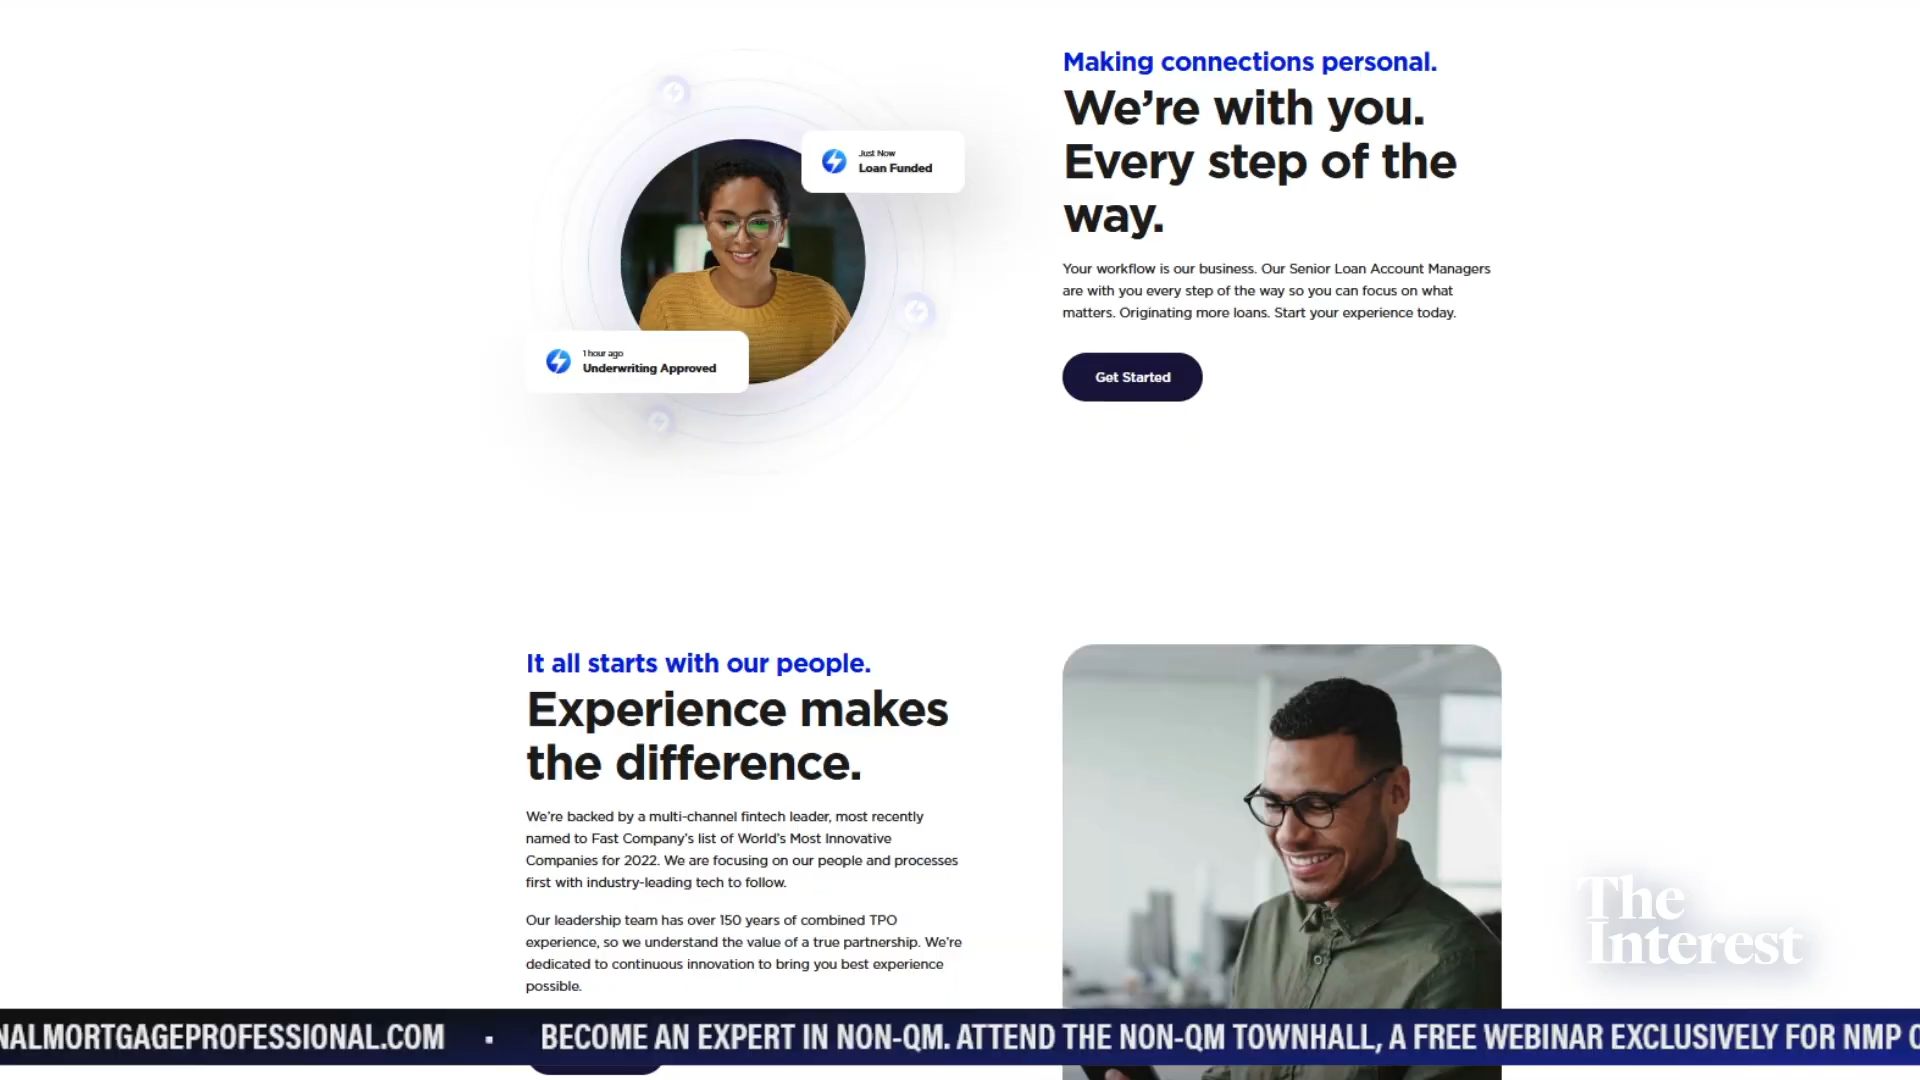 Making connections personal.
We’re with you.
Every step of the
way.
Your workflow is our business. Our Senior Loan Account Managers
are with you every step of the way so you can focus on what
matters. Originating more loans. Start your experience today.
Get Started
Just Now
Loan Funded
1 hour ago
Underwriting Approved
It all starts with our people.
Experience makes
the difference.
We’re backed by a multi-channel fintech leader, most recently
named to Fast Company’s list of World’s Most Innovative
Companies for 2022. We are focusing on our people and processes
first with industry-leading tech to follow.
Our leadership team has over 150 years of combined TPO
experience, so we understand the value of a true partnership. We’re
dedicated to continuous innovation to bring you best experience
possible.
The
Interest
NALMORTGAGEPROFESSIONAL.COM · BECOME AN EXPERT IN NON-QM. ATTEND THE NON-QM TOWNHALL, A FREE WEBINAR EXCLUSIVELY FOR NMP